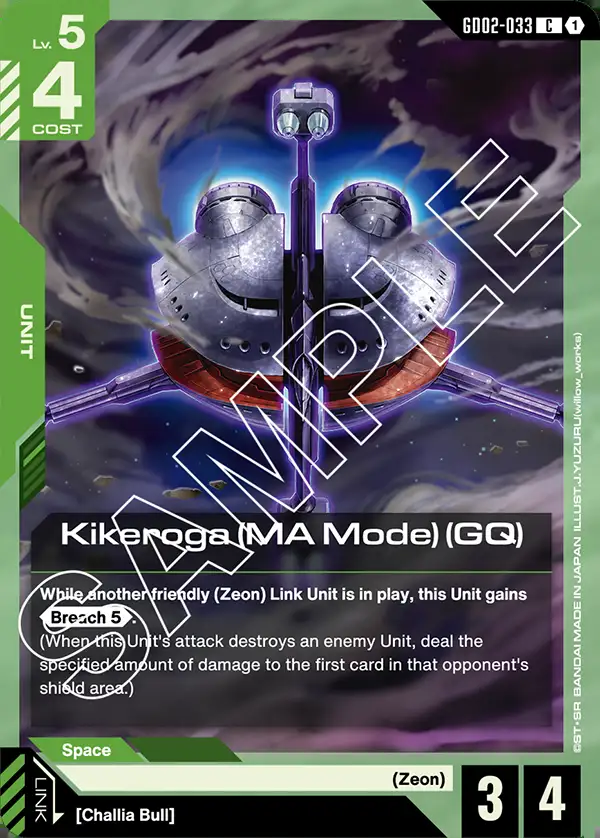 Lv. 5
4
COST
GD02-033 C 1
UNIT
SAMPLE
Kikeroga (MA Mode) (GQ)
While another friendly (Zeon) Link Unit is in play, this Unit gains
Breach 5 .
(When this Unit's attack destroys an enemy Unit, deal the
specified amount of damage to the first card in that opponent's
shield area.)
Space
(Zeon)
LINK
[Challia Bull]
3 4
©ST・SR BANDAI MADE IN JAPAN ILLUST.J.YUZURU(willow_works)